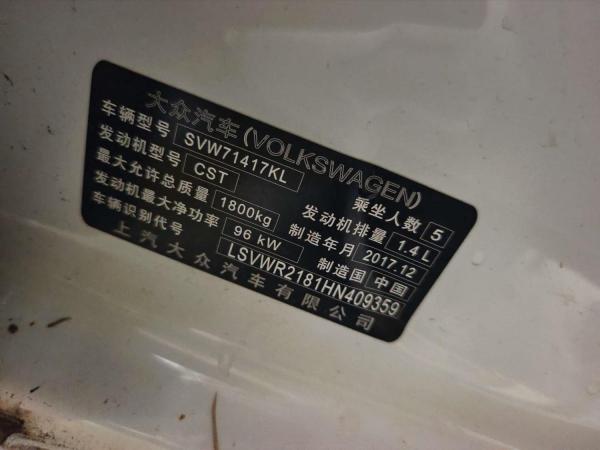 大众汽车(VOLKSWAGEN)
车辆型号 SVW71417KL 乘坐人数 5
发动机型号 CST 发动机排量 1.4 L
最大允许总质量 1800kg 制造年月 2017.12
发动机最大净功率 96 kW 制造国 中国
车辆识别代号 LSVWR2181HN409359
上汽大众汽车有限公司